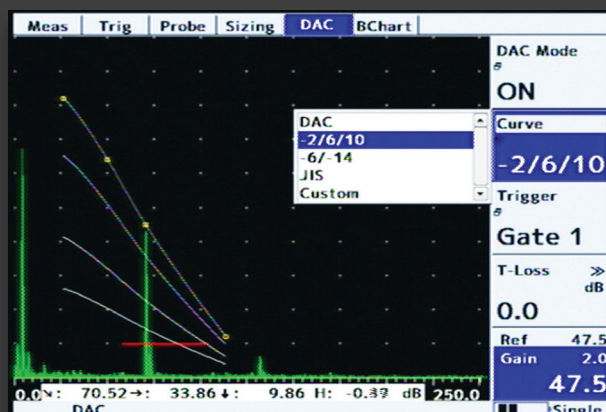 Meas Trig Probe Sizing DAC BChart
DAC Mode
ON
DAC
-2/6/10
-6/-14
JIS
Custom
Curve
-2/6/10
Trigger
Gate 1
T-Loss
dB
0.0
Ref 47.5
Gain 2.0
47.5
0.0 : 70.52 : 33.86 : 9.86 H: dB 250.0
DAC
Single